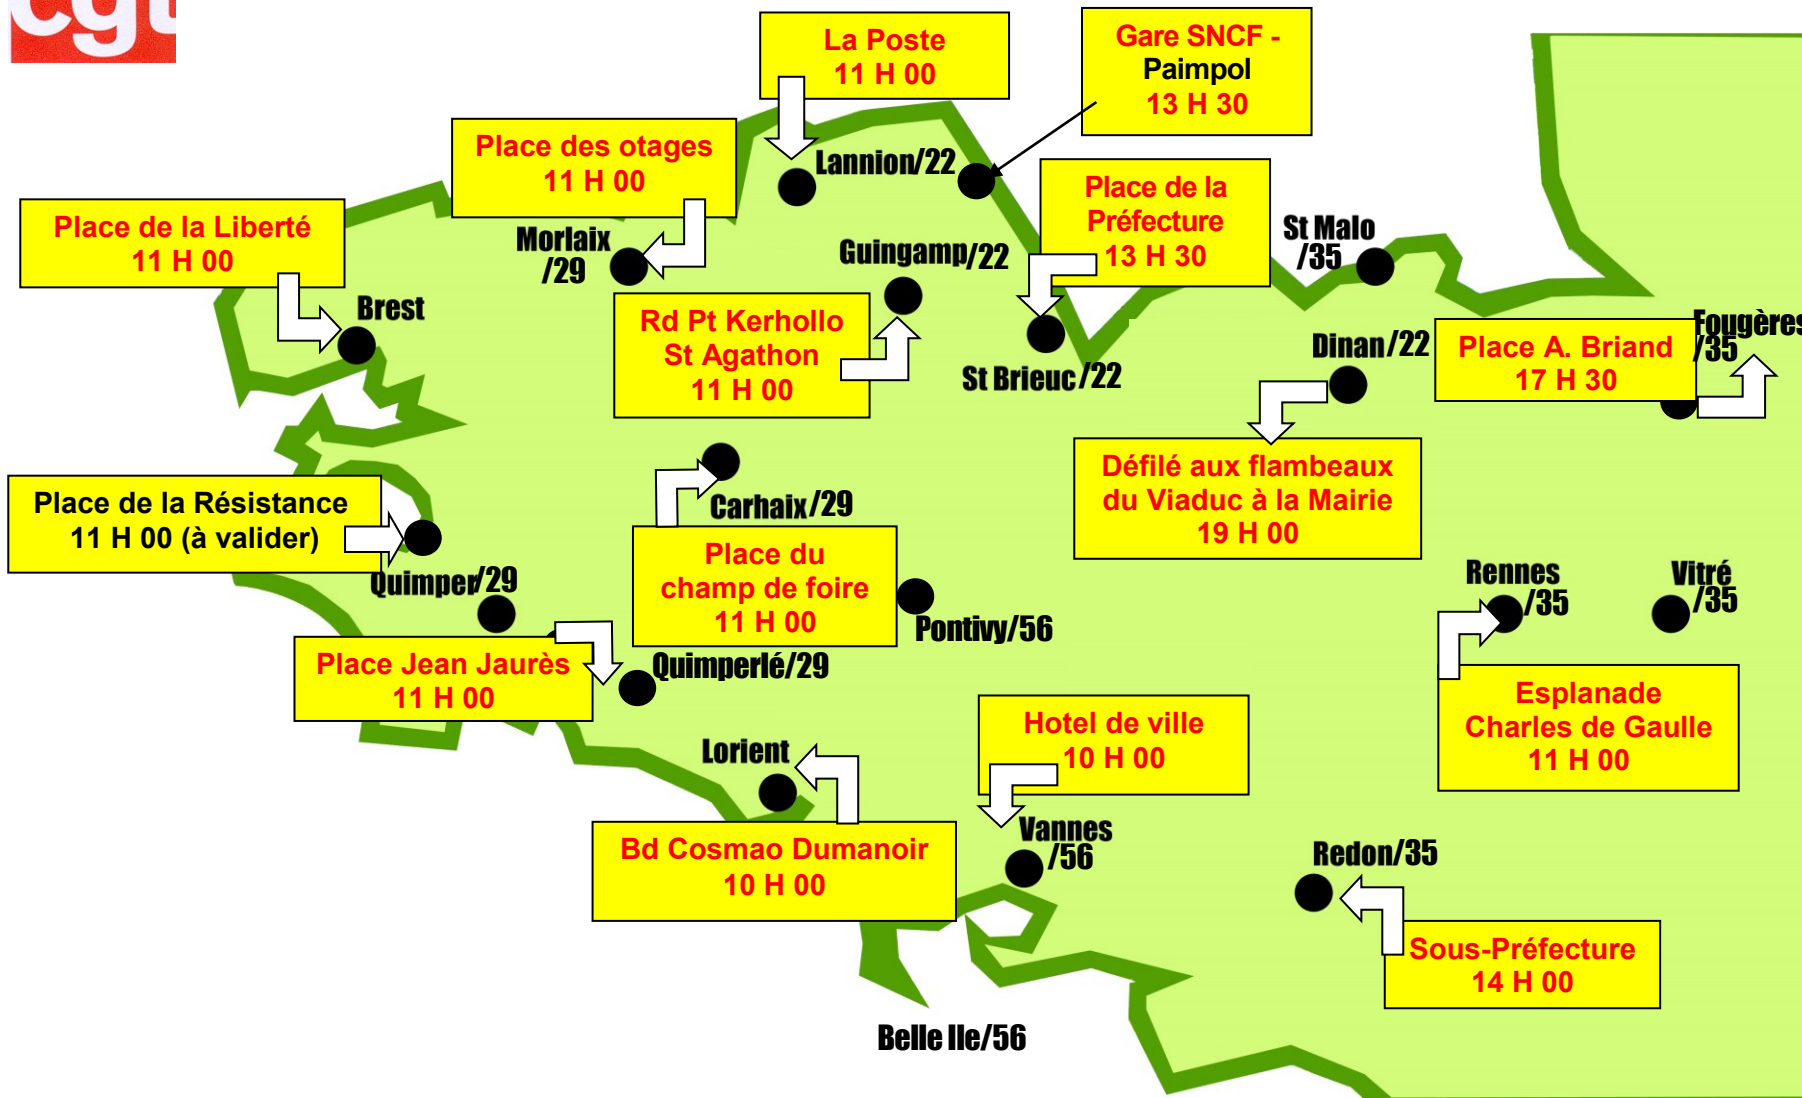 cgt
La Poste
11 H 00
Gare SNCF -
Paimpol
13 H 30
Place des otages
11 H 00
Lannion/22
Place de la
Préfecture
13 H 30
Place de la Liberté
11 H 00
Morlaix
/29
Guingamp/22
St Malo
/35
Brest
Rd Pt Kerhollo
St Agathon
11 H 00
St Brieuc/22
Dinan/22
Place A. Briand
17 H 30
Fougères
/35
Défilé aux flambeaux
du Viaduc à la Mairie
19 H 00
Place de la Résistance
11 H 00 (à valider)
Carhaix/29
Place du
champ de foire
11 H 00
Quimper/29
Pontivy/56
Rennes
/35
Vitré
/35
Place Jean Jaurès
11 H 00
Quimperlé/29
Esplanade
Charles de Gaulle
11 H 00
Hotel de ville
10 H 00
Lorient
Bd Cosmao Dumanoir
10 H 00
Vannes
/56
Redon/35
Sous-Préfecture
14 H 00
Belle Ile/56